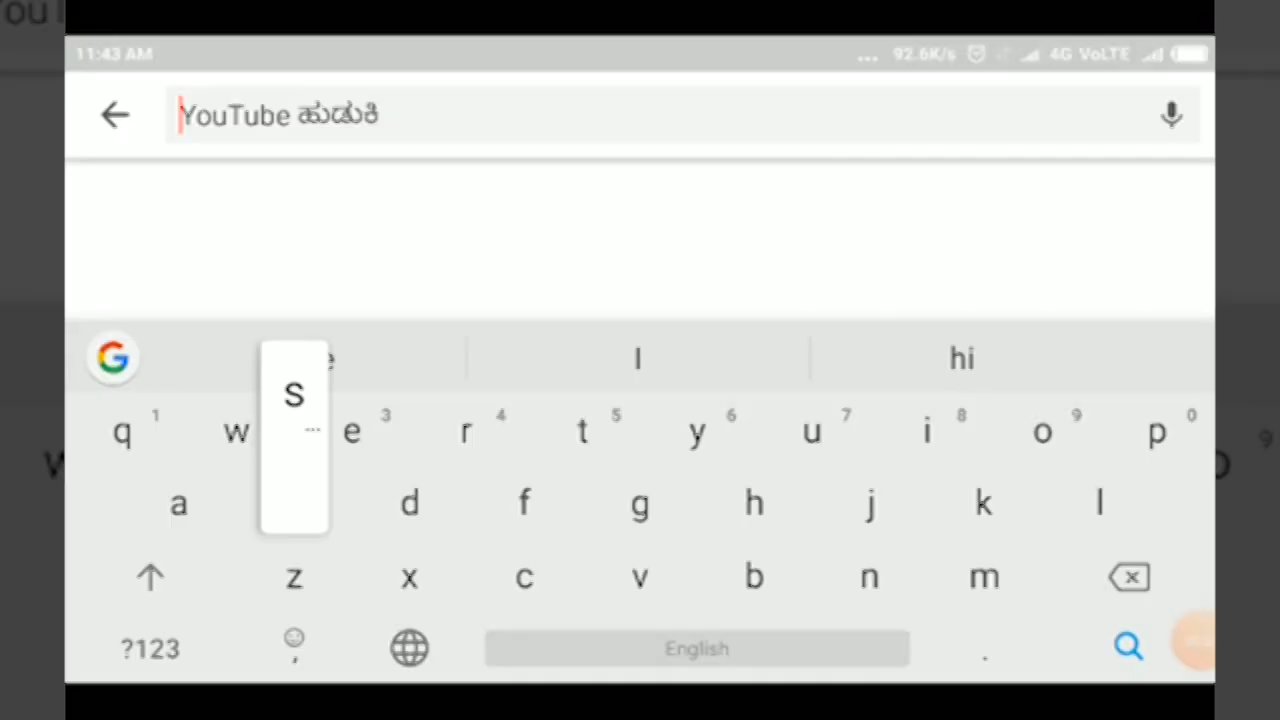 11:43 AM ... 92.6K/s 4G VoLTE
YouTube ಹುಡುಕಿ
I hi
S
q 1 w e 3 r 4 t 5 y 6 u 7 i 8 o 9 p 0
a d f g h j k l
z x c v b n m
?123 , English .